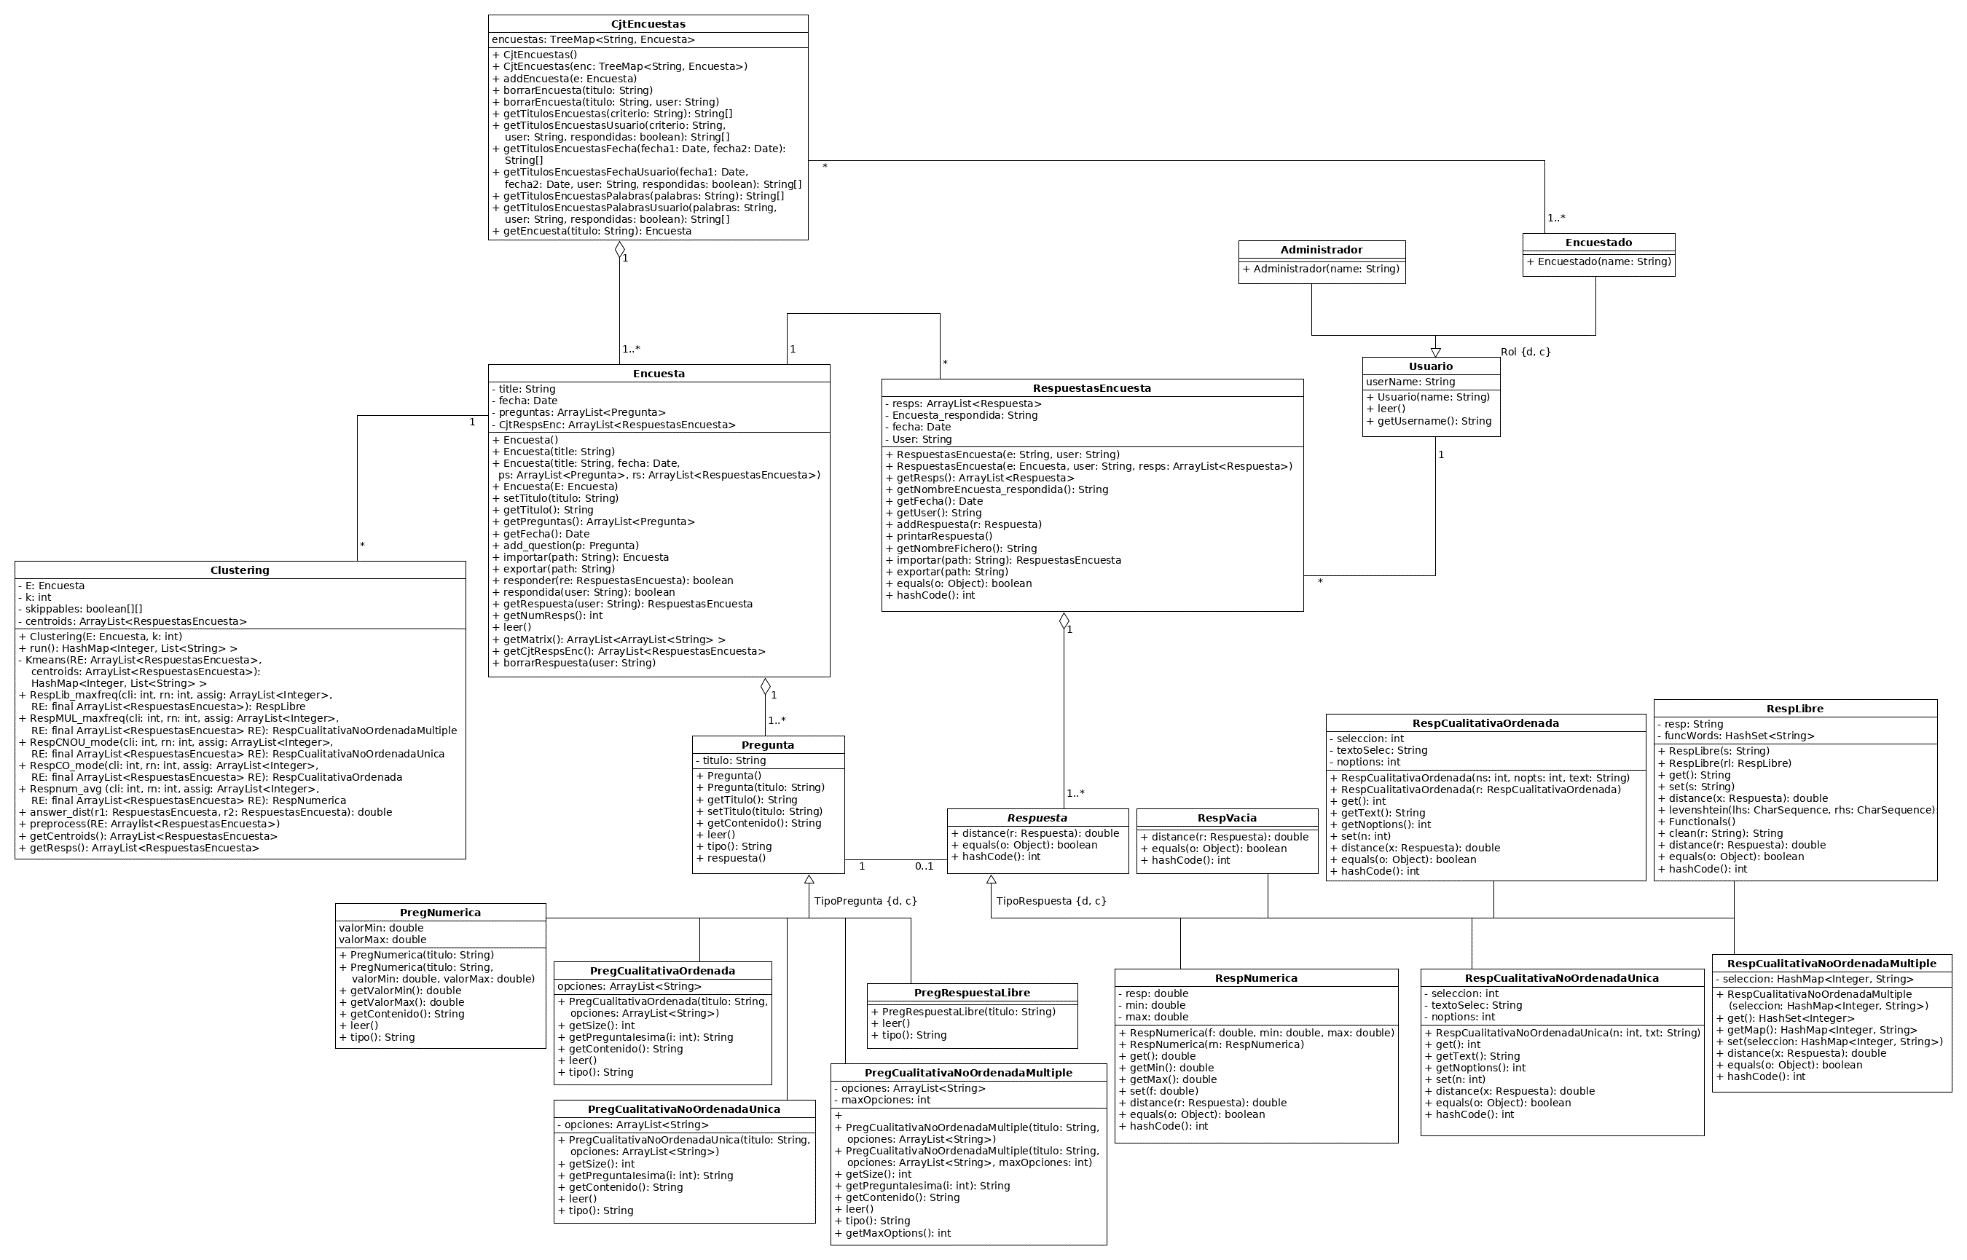 CjtEncuestas
encuestas: TreeMap<String, Encuesta>
+ CjtEncuestas()
+ CjtEncuestas(enc: TreeMap<String, Encuesta>)
+ addEncuesta(e: Encuesta)
+ borrarEncuesta(titulo: String)
+ borrarEncuesta(titulo: String, user: String)
+ getTitulosEncuestas(criterio: String): String[]
+ getTitulosEncuestasUsuario(criterio: String,
user: String, respondidas: boolean): String[]
+ getTitulosEncuestasFecha(fecha1: Date, fecha2: Date):
String[]
+ getTitulosEncuestasFechaUsuario(fecha1: Date,
fecha2: Date, user: String, respondidas: boolean): String[]
+ getTitulosEncuestasPalabras(palabras: String): String[]
+ getTitulosEncuestasPalabrasUsuario(palabras: String,
user: String, respondidas: boolean): String[]
+ getEncuesta(titulo: String): Encuesta
*
1..*
1
1..*
Administrador
+ Administrador(name: String)
Encuestado
+ Encuestado(name: String)
Rol {d, c}
Usuario
userName: String
+ Usuario(name: String)
+ leer()
+ getUsername(): String
1
*
1
*
Encuesta
- title: String
- fecha: Date
- preguntas: ArrayList<Pregunta>
- CjtRespsEnc: ArrayList<RespuestasEncuesta>
+ Encuesta()
+ Encuesta(title: String)
+ Encuesta(title: String, fecha: Date,
ps: ArrayList<Pregunta>, rs: ArrayList<RespuestasEncuesta>)
+ Encuesta(E: Encuesta)
+ setTitulo(titulo: String)
+ getTitulo(): String
+ getPreguntas(): ArrayList<Pregunta>
+ getFecha(): Date
+ add_question(p: Pregunta)
+ importar(path: String): Encuesta
+ exportar(path: String)
+ responder(re: RespuestasEncuesta): boolean
+ respondida(user: String): boolean
+ getRespuesta(user: String): RespuestasEncuesta
+ getNumResps(): int
+ leer()
+ getMatrix(): ArrayList<ArrayList<String> >
+ getCjtRespsEnc(): ArrayList<RespuestasEncuesta>
+ borrarRespuesta(user: String)
RespuestasEncuesta
- resps: ArrayList<Respuesta>
- Encuesta_respondida: String
- fecha: Date
- User: String
+ RespuestasEncuesta(e: String, user: String)
+ RespuestasEncuesta(e: Encuesta, user: String, resps: ArrayList<Respuesta>)
+ getResps(): ArrayList<Respuesta>
+ getNombreEncuesta_respondida(): String
+ getFecha(): Date
+ getUser(): String
+ addRespuesta(r: Respuesta)
+ printarRespuesta()
+ getNombreFichero(): String
+ importar(path: String): RespuestasEncuesta
+ exportar(path: String)
+ equals(o: Object): boolean
+ hashCode(): int
1
*
Clustering
- E: Encuesta
- k: int
- skippables: boolean[][]
- centroids: ArrayList<RespuestasEncuesta>
+ Clustering(E: Encuesta, k: int)
+ run(): HashMap<Integer, List<String> >
- Kmeans(RE: ArrayList<RespuestasEncuesta>,
centroids: ArrayList<RespuestasEncuesta>):
HashMap<Integer, List<String> >
+ RespLib_maxfreq(cli: int, rn: int, assig: ArrayList<Integer>,
RE: final ArrayList<RespuestasEncuesta>): RespLibre
+ RespMUL_maxfreq(cli: int, rn: int, assig: ArrayList<Integer>,
RE: final ArrayList<RespuestasEncuesta> RE): RespCualitativaNoOrdenadaMultiple
+ RespCNOU_mode(cli: int, rn: int, assig: ArrayList<Integer>,
RE: final ArrayList<RespuestasEncuesta> RE): RespCualitativaNoOrdenadaUnica
+ RespCO_mode(cli: int, rn: int, assig: ArrayList<Integer>,
RE: final ArrayList<RespuestasEncuesta> RE): RespCualitativaOrdenada
+ Respnum_avg (cli: int, rn: int, assig: ArrayList<Integer>,
RE: final ArrayList<RespuestasEncuesta> RE): RespNumerica
+ answer_dist(r1: RespuestasEncuesta, r2: RespuestasEncuesta): double
+ preprocess(RE: Arraylist<RespuestasEncuesta>)
+ getCentroids(): ArrayList<RespuestasEncuesta>
+ getResps(): ArrayList<RespuestasEncuesta>
1
1..*
1
1..*
Pregunta
- titulo: String
+ Pregunta()
+ Pregunta(titulo: String)
+ getTitulo(): String
+ setTitulo(titulo: String)
+ getContenido(): String
+ leer()
+ tipo(): String
+ respuesta()
1
0..1
Respuesta
+ distance(r: Respuesta): double
+ equals(o: Object): boolean
+ hashCode(): int
RespVacia
+ distance(r: Respuesta): double
+ equals(o: Object): boolean
+ hashCode(): int
RespCualitativaOrdenada
- seleccion: int
- textoSelec: String
- noptions: int
+ RespCualitativaOrdenada(ns: int, nopts: int, text: String)
+ RespCualitativaOrdenada(r: RespCualitativaOrdenada)
+ get(): int
+ getText(): String
+ getNoptions(): int
+ set(n: int)
+ distance(x: Respuesta): double
+ equals(o: Object): boolean
+ hashCode(): int
RespLibre
- resp: String
- funcWords: HashSet<String>
+ RespLibre(s: String)
+ RespLibre(rl: RespLibre)
+ get(): String
+ set(s: String)
+ distance(x: Respuesta): double
+ levenshtein(lhs: CharSequence, rhs: CharSequence):
+ Functionals()
+ clean(r: String): String
+ distance(r: Respuesta): double
+ equals(o: Object): boolean
+ hashCode(): int
TipoPregunta {d, c}
TipoRespuesta {d, c}
PregNumerica
valorMin: double
valorMax: double
+ PregNumerica(titulo: String)
+ PregNumerica(titulo: String,
valorMin: double, valorMax: double)
+ getValorMin(): double
+ getValorMax(): double
+ getContenido(): String
+ leer()
+ tipo(): String
PregCualitativaOrdenada
opciones: ArrayList<String>
+ PregCualitativaOrdenada(titulo: String,
opciones: ArrayList<String>)
+ getSize(): int
+ getPreguntaIesima(i: int): String
+ getContenido(): String
+ leer()
+ tipo(): String
PregRespuestaLibre
+ PregRespuestaLibre(titulo: String)
+ leer()
+ tipo(): String
PregCualitativaNoOrdenadaUnica
- opciones: ArrayList<String>
+ PregCualitativaNoOrdenadaUnica(titulo: String,
opciones: ArrayList<String>)
+ getSize(): int
+ getPreguntaIesima(i: int): String
+ getContenido(): String
+ leer()
+ tipo(): String
PregCualitativaNoOrdenadaMultiple
- opciones: ArrayList<String>
- maxOpciones: int
+
+ PregCualitativaNoOrdenadaMultiple(titulo: String,
opciones: ArrayList<String>)
+ PregCualitativaNoOrdenadaMultiple(titulo: String,
opciones: ArrayList<String>, maxOpciones: int)
+ getSize(): int
+ getPreguntaIesima(i: int): String
+ getContenido(): String
+ leer()
+ tipo(): String
+ getMaxOptions(): int
RespNumerica
- resp: double
- min: double
- max: double
+ RespNumerica(f: double, min: double, max: double)
+ RespNumerica(rn: RespNumerica)
+ get(): double
+ getMin(): double
+ getMax(): double
+ set(f: double)
+ distance(r: Respuesta): double
+ equals(o: Object): boolean
+ hashCode(): int
RespCualitativaNoOrdenadaUnica
- seleccion: int
- textoSelec: String
- noptions: int
+ RespCualitativaNoOrdenadaUnica(n: int, txt: String)
+ get(): int
+ getText(): String
+ getNoptions(): int
+ set(n: int)
+ distance(x: Respuesta): double
+ equals(o: Object): boolean
+ hashCode(): int
RespCualitativaNoOrdenadaMultiple
- seleccion: HashMap<Integer, String>
+ RespCualitativaNoOrdenadaMultiple
(seleccion: HashMap<Integer, String>)
+ get(): HashSet<Integer>
+ getMap(): HashMap<Integer, String>
+ set(seleccion: HashMap<Integer, String>)
+ distance(x: Respuesta): double
+ equals(o: Object): boolean
+ hashCode(): int